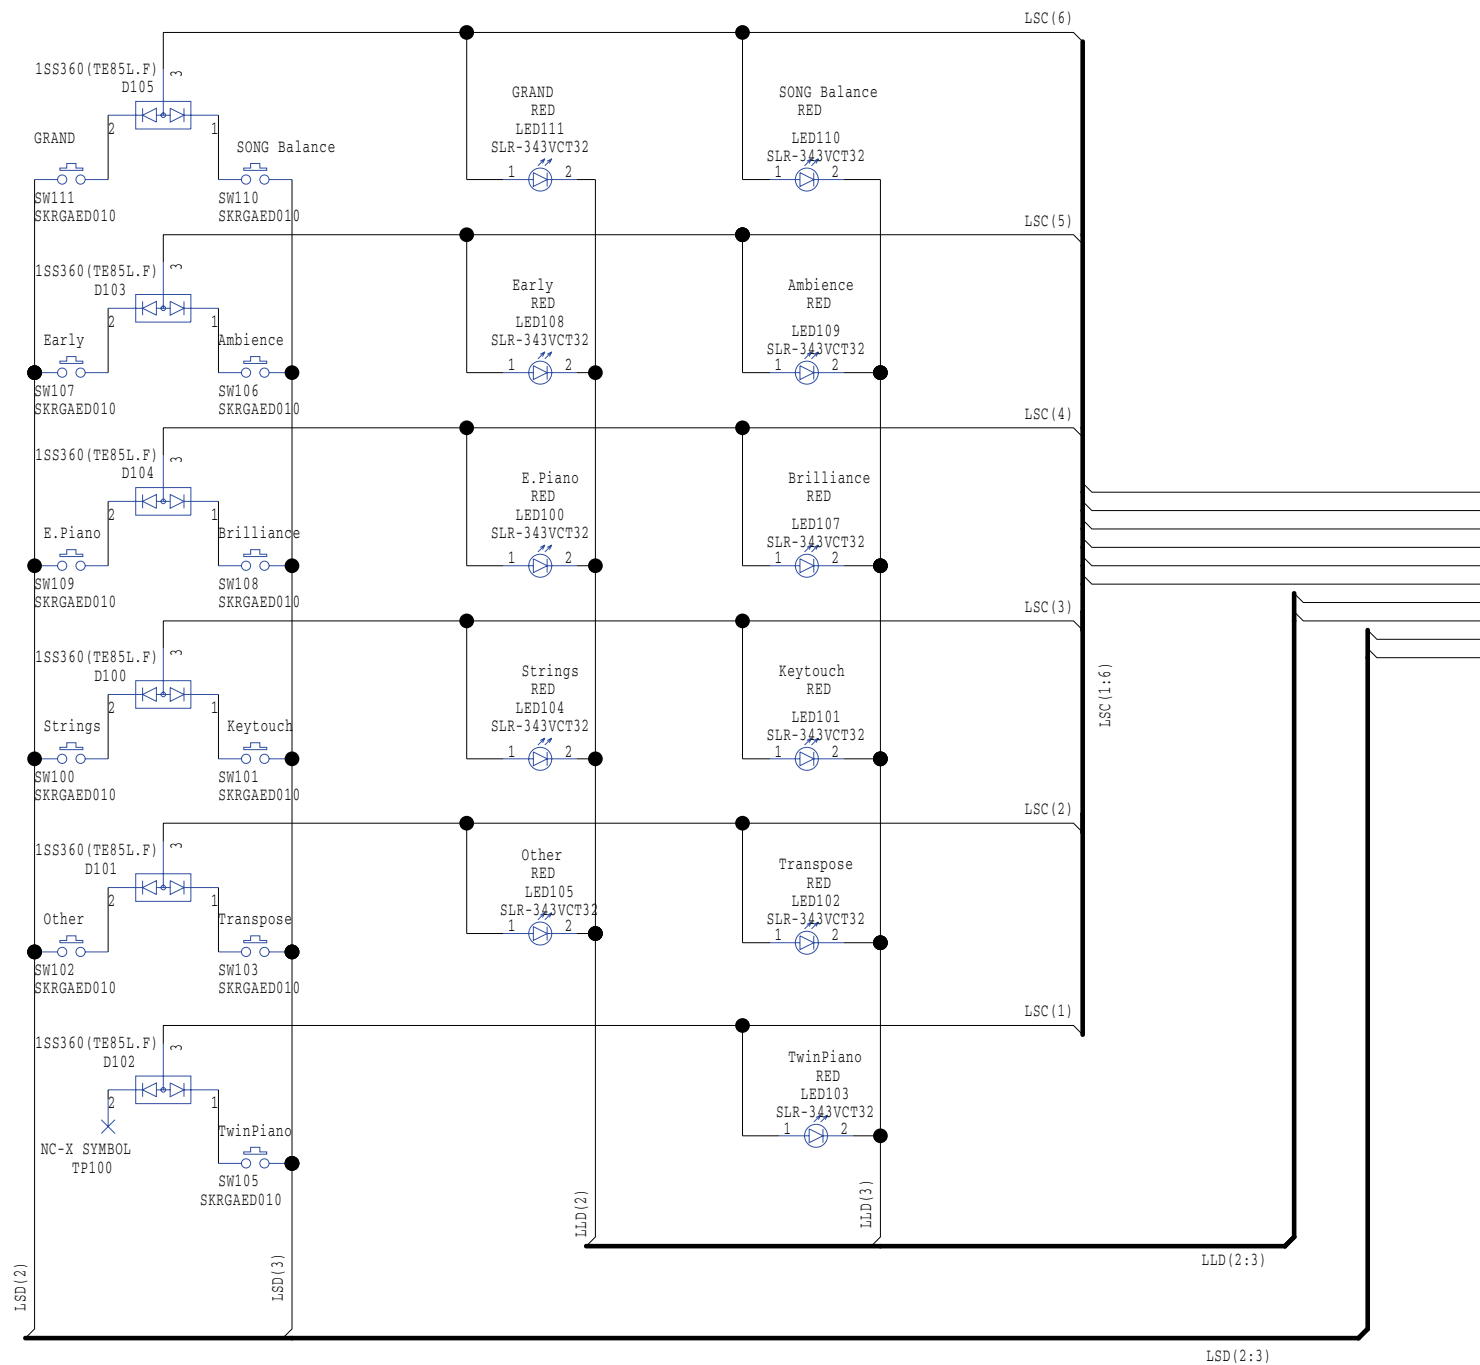 LSC(6)
1SS360(TE85L.F)
3
D105
2
1
GRAND
SONG Balance
SW111
SKRGAED010
SW110
SKRGAED010
GRAND
RED
LED111
SLR-343VCT32
1 2
SONG Balance
RED
LED110
SLR-343VCT32
1 2
LSC(5)
1SS360(TE85L.F)
3
D103
2
1
Early
Ambience
SW107
SKRGAED010
SW106
SKRGAED010
Early
RED
LED108
SLR-343VCT32
1 2
Ambience
RED
LED109
SLR-343VCT32
1 2
LSC(4)
1SS360(TE85L.F)
3
D104
2
1
E.Piano
Brilliance
SW109
SKRGAED010
SW108
SKRGAED010
E.Piano
RED
LED100
SLR-343VCT32
1 2
Brilliance
RED
LED107
SLR-343VCT32
1 2
LSC(3)
1SS360(TE85L.F)
3
D100
2
1
Strings
Keytouch
SW100
SKRGAED010
SW101
SKRGAED010
Strings
RED
LED104
SLR-343VCT32
1 2
Keytouch
RED
LED101
SLR-343VCT32
1 2
LSC(1:6)
LSC(2)
1SS360(TE85L.F)
3
D101
2
1
Other
Transpose
SW102
SKRGAED010
SW103
SKRGAED010
Other
RED
LED105
SLR-343VCT32
1 2
Transpose
RED
LED102
SLR-343VCT32
1 2
LSC(1)
1SS360(TE85L.F)
3
D102
2
1
NC-X SYMBOL
TP100
TwinPiano
SW105
SKRGAED010
TwinPiano
RED
LED103
SLR-343VCT32
1 2
LLD(2)
LLD(3)
LLD(2:3)
LSD(2)
LSD(3)
LSD(2:3)